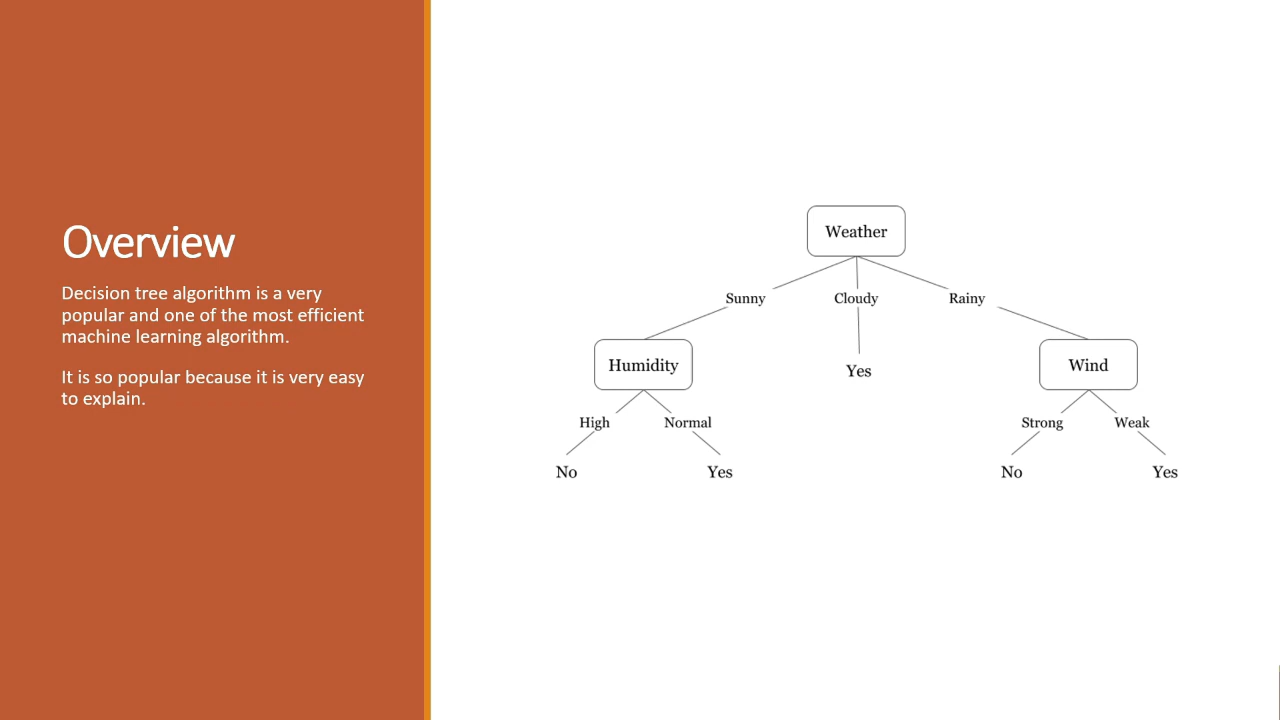 Overview
Decision tree algorithm is a very
popular and one of the most efficient
machine learning algorithm.
It is so popular because it is very easy
to explain.
Weather
Sunny Cloudy Rainy
Humidity Yes Wind
High Normal Strong Weak
No Yes No Yes